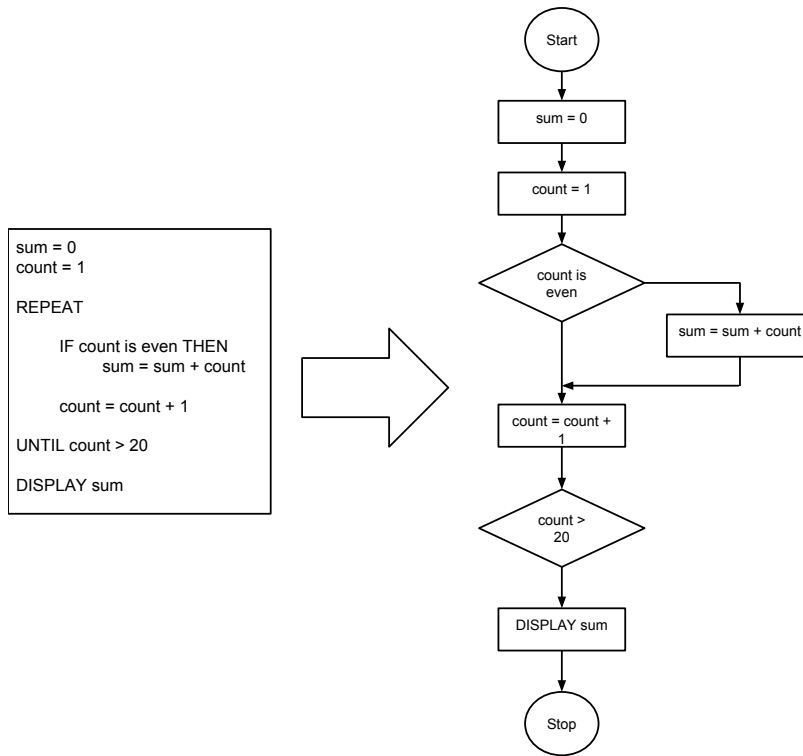 sum = 0
count = 1
REPEAT
IF count is even THEN
sum = sum + count
count = count + 1
UNTIL count > 20
DISPLAY sum
Start
sum = 0
count = 1
count is
even
sum = sum + count
count = count +
1
count >
20
DISPLAY sum
Stop